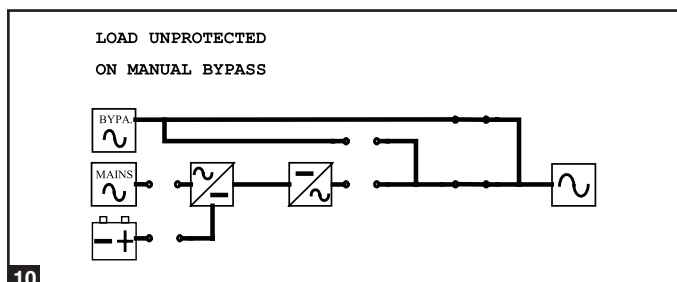 LOAD UNPROTECTED
ON MANUAL BYPASS
BYPA.
MAINS
10